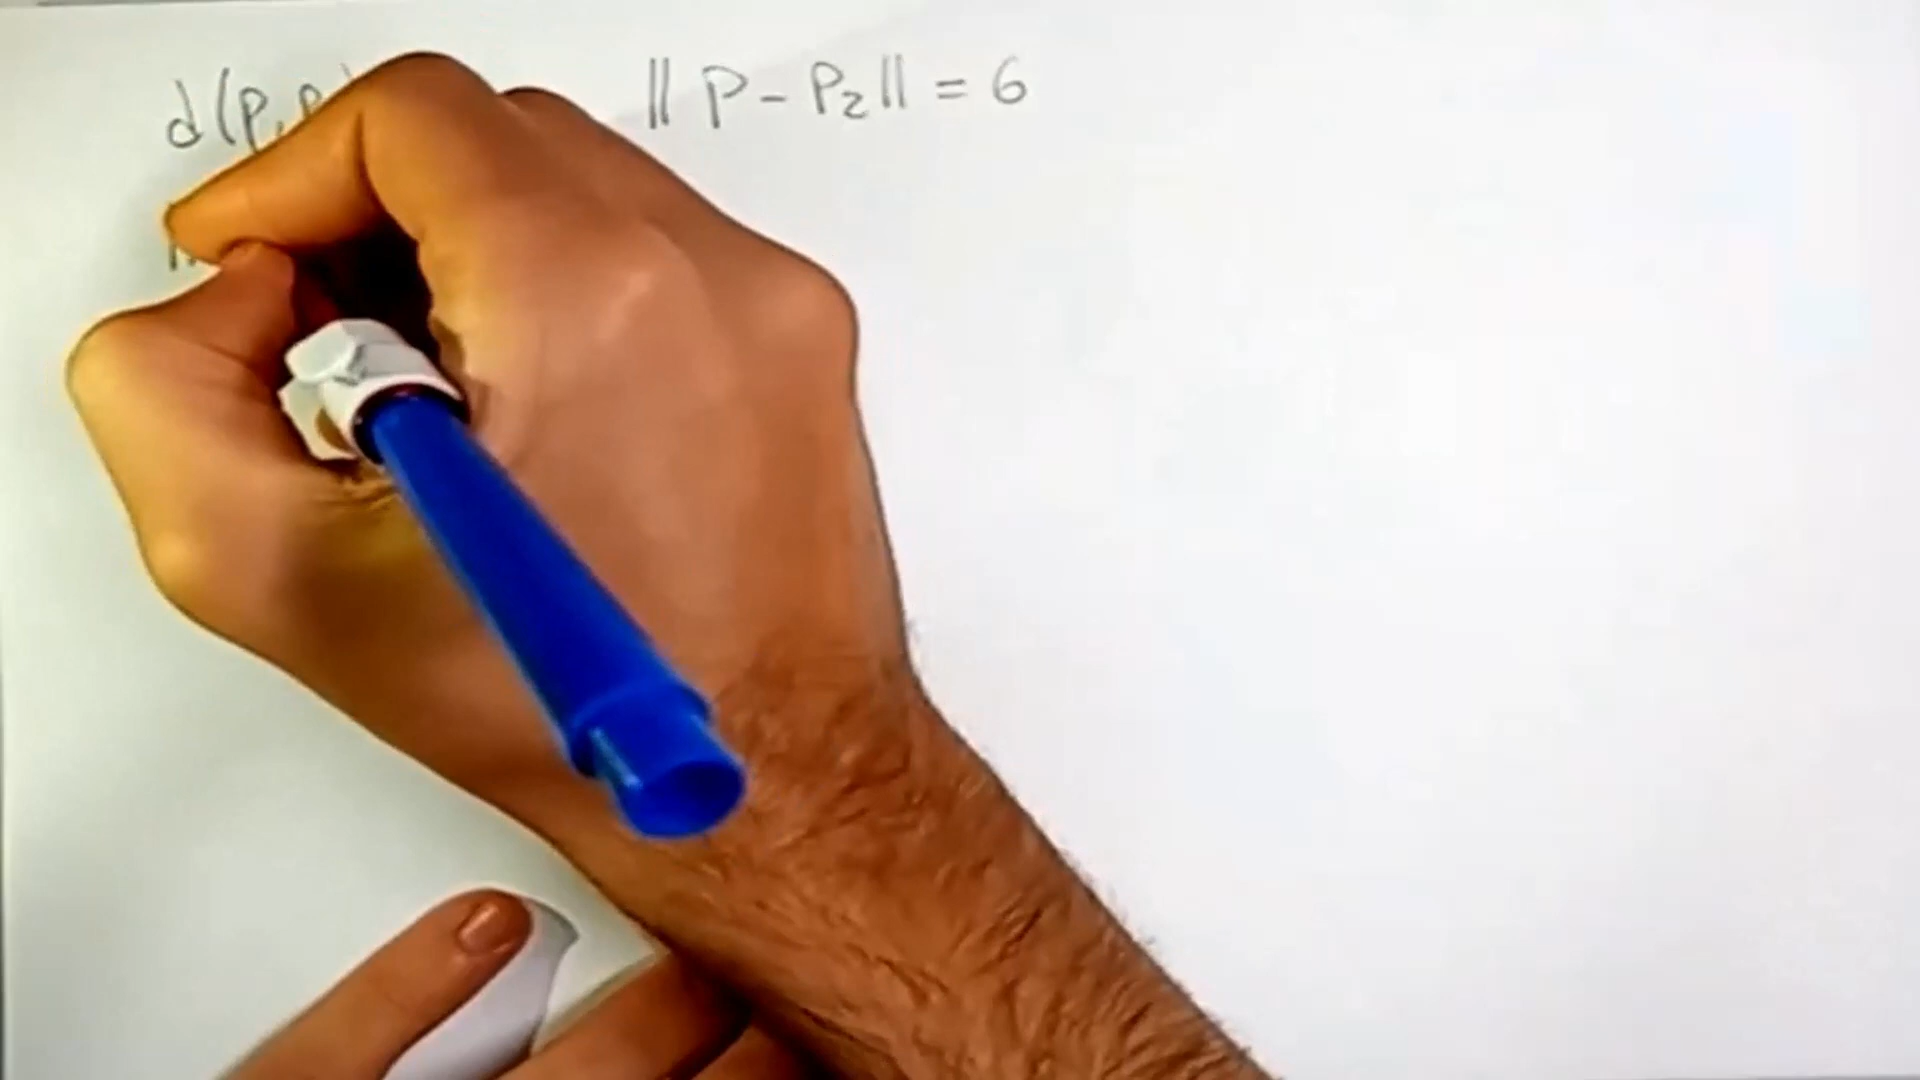 d(P, P ‖ P - P₂ ‖ = 6